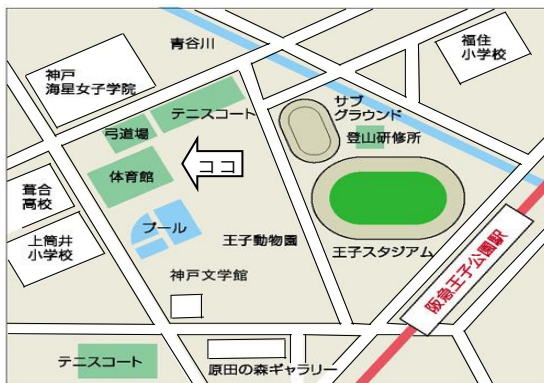 青谷川
福住
小学校
神戸
海星女子学院
テニスコート
サブ
グラウンド
弓道場
登山研修所
ココ
体育館
葺合
高校
プール
上筒井
小学校
王子動物園
王子スタジアム
阪急王子公園駅
神戸文学館
テニスコート
原田の森ギャラリー